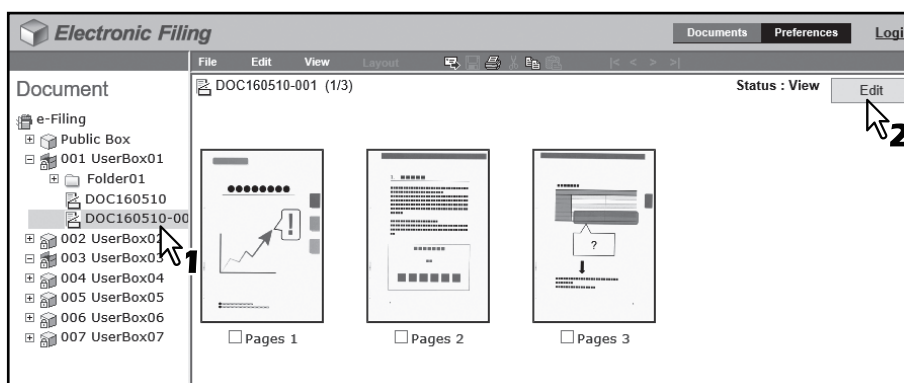 Electronic Filing
Documents Preferences Logi
File Edit View Layout |< < > >|
Document
DOC160510-001 (1/3)
Status : View
Edit
2
e-Filing
Public Box
001 UserBox01
Folder01
DOC160510
DOC160510-00
1
002 UserBox02
003 UserBox03
004 UserBox04
005 UserBox05
006 UserBox06
007 UserBox07
!
?
Pages 1 Pages 2 Pages 3